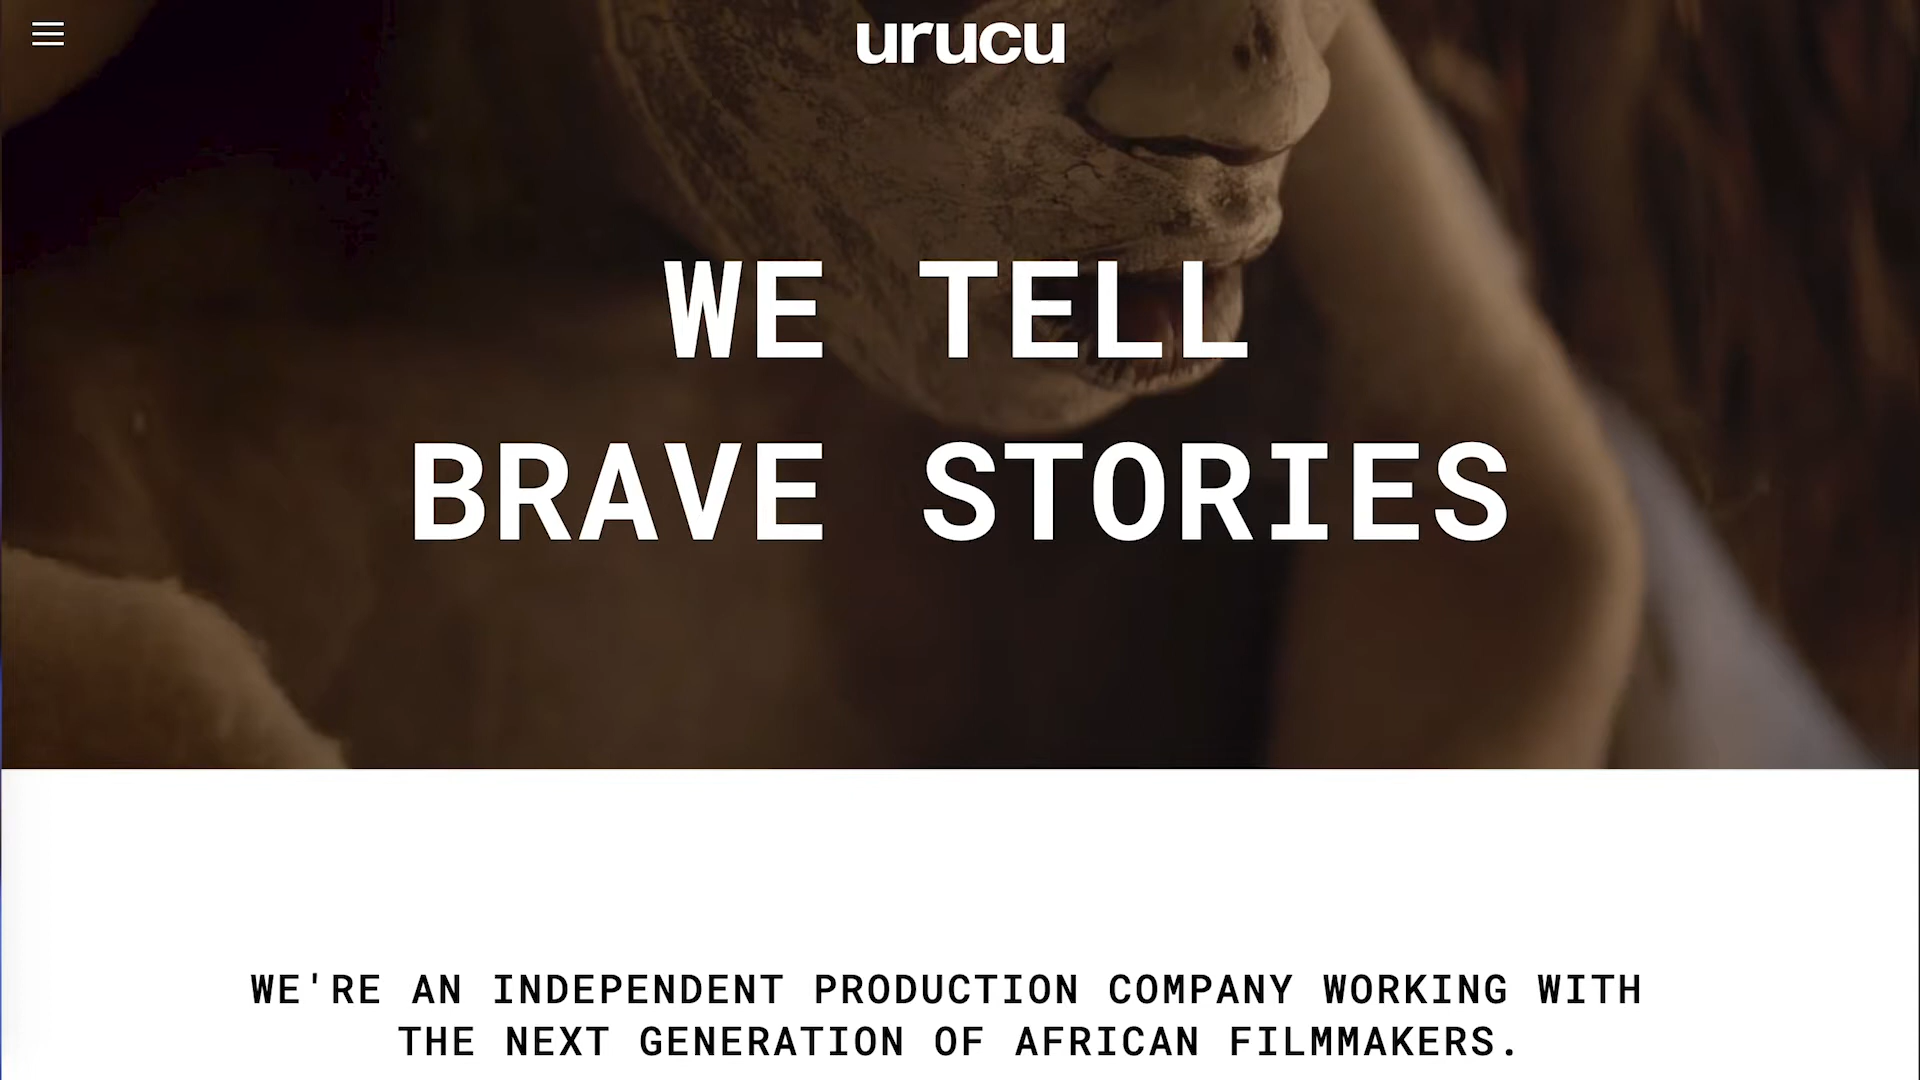 urucu
WE TELL
BRAVE STORIES
WE'RE AN INDEPENDENT PRODUCTION COMPANY WORKING WITH
THE NEXT GENERATION OF AFRICAN FILMMAKERS.